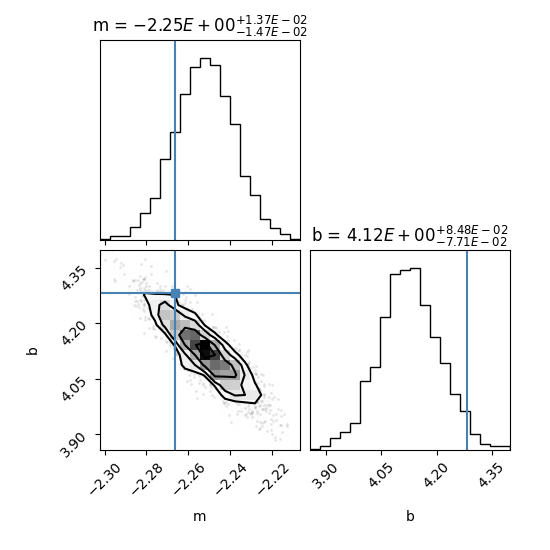 m = −2.25E + 00 +1.37E − 02 −1.47E − 02
b = 4.12E + 00 +8.48E − 02 −7.71E − 02
4.35
4.20
4.05
3.90
b
−2.30 −2.28 −2.26 −2.24 −2.22
3.90 4.05 4.20 4.35
m
b